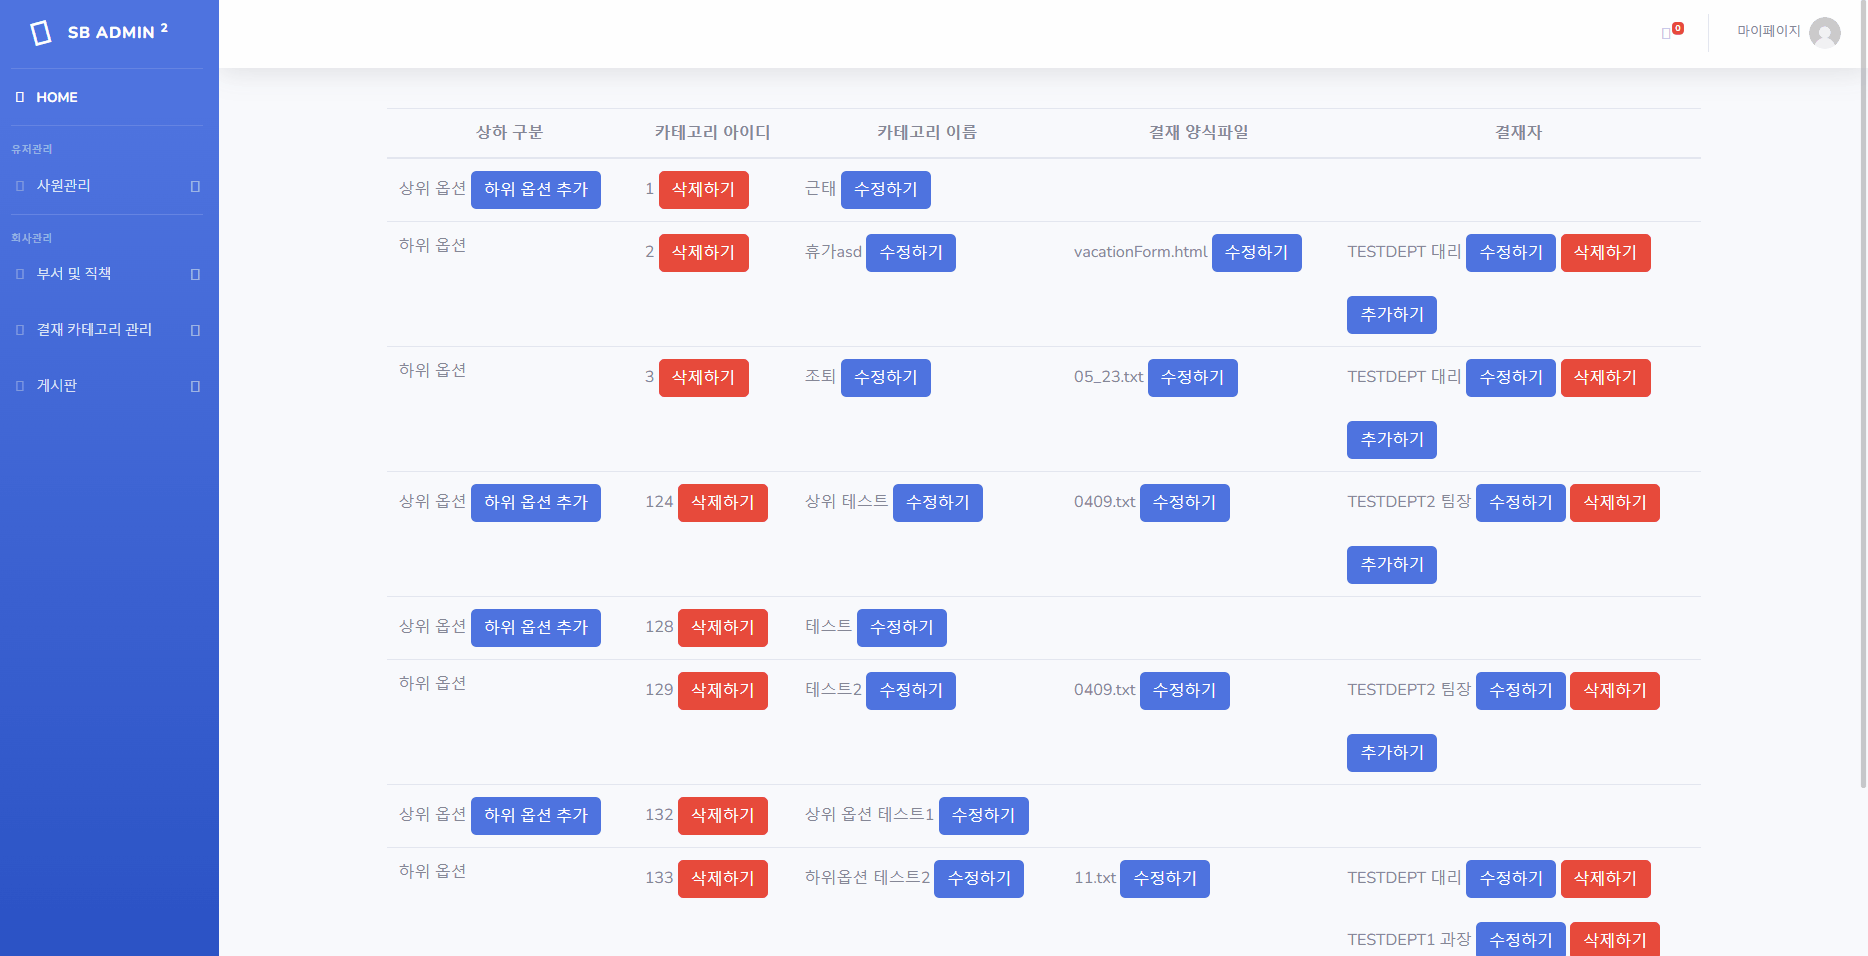 SB ADMIN 2
0
마이페이지
HOME
유저관리
사원관리
회사관리
부서 및 직책
결재 카테고리 관리
게시판
상하 구분 카테고리 아이디 카테고리 이름 결재 양식파일 결재자
상위 옵션 하위 옵션 추가 1 삭제하기 근태 수정하기
하위 옵션 2 삭제하기 휴가asd 수정하기 vacationForm.html 수정하기 TESTDEPT 대리 수정하기 삭제하기
추가하기
하위 옵션 3 삭제하기 조퇴 수정하기 05_23.txt 수정하기 TESTDEPT 대리 수정하기 삭제하기
추가하기
상위 옵션 하위 옵션 추가 124 삭제하기 상위 테스트 수정하기 0409.txt 수정하기 TESTDEPT2 팀장 수정하기 삭제하기
추가하기
상위 옵션 하위 옵션 추가 128 삭제하기 테스트 수정하기
하위 옵션 129 삭제하기 테스트2 수정하기 0409.txt 수정하기 TESTDEPT2 팀장 수정하기 삭제하기
추가하기
상위 옵션 하위 옵션 추가 132 삭제하기 상위 옵션 테스트1 수정하기
하위 옵션 133 삭제하기 하위옵션 테스트2 수정하기 11.txt 수정하기 TESTDEPT 대리 수정하기 삭제하기
TESTDEPT1 과장 수정하기 삭제하기